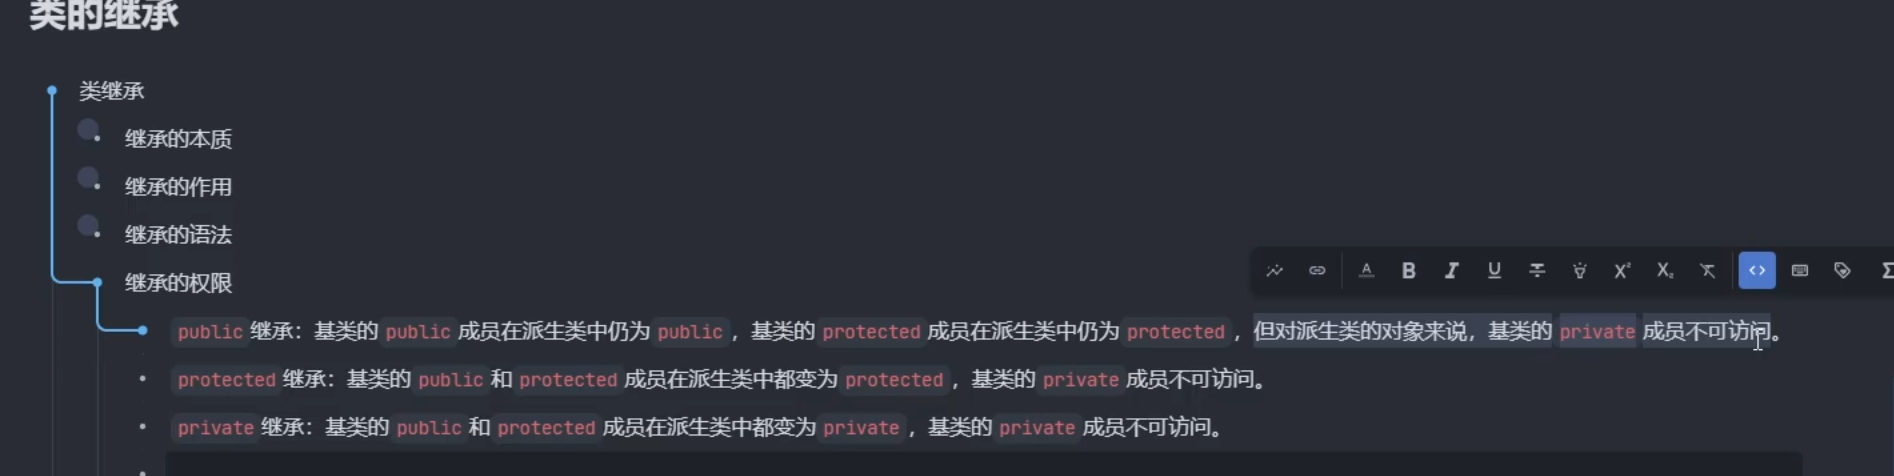 类的继承
类继承
继承的本质
继承的作用
继承的语法
继承的权限
A B I U X² X₂ Σ
public 继承：基类的 public 成员在派生类中仍为 public ，基类的 protected 成员在派生类中仍为 protected ，但对派生类的对象来说，基类的 private 成员不可访问。
protected 继承：基类的 public 和 protected 成员在派生类中都变为 protected ，基类的 private 成员不可访问。
private 继承：基类的 public 和 protected 成员在派生类中都变为 private ，基类的 private 成员不可访问。